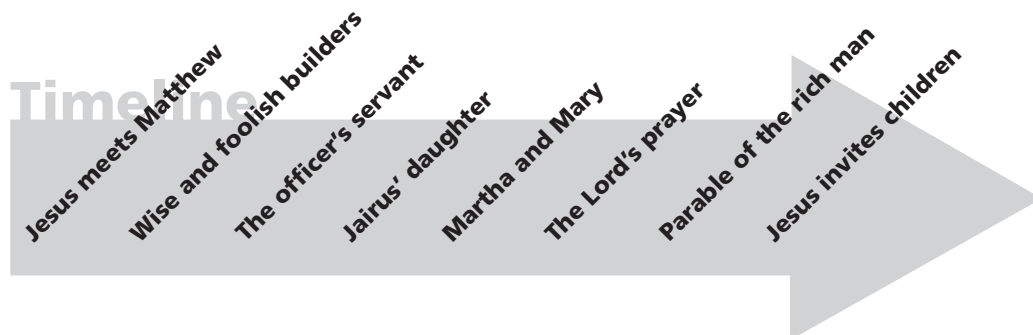 Timeline
Jesus meets Matthew
Wise and foolish builders
The officer's servant
Jairus' daughter
Martha and Mary
The Lord's prayer
Parable of the rich man
Jesus invites children